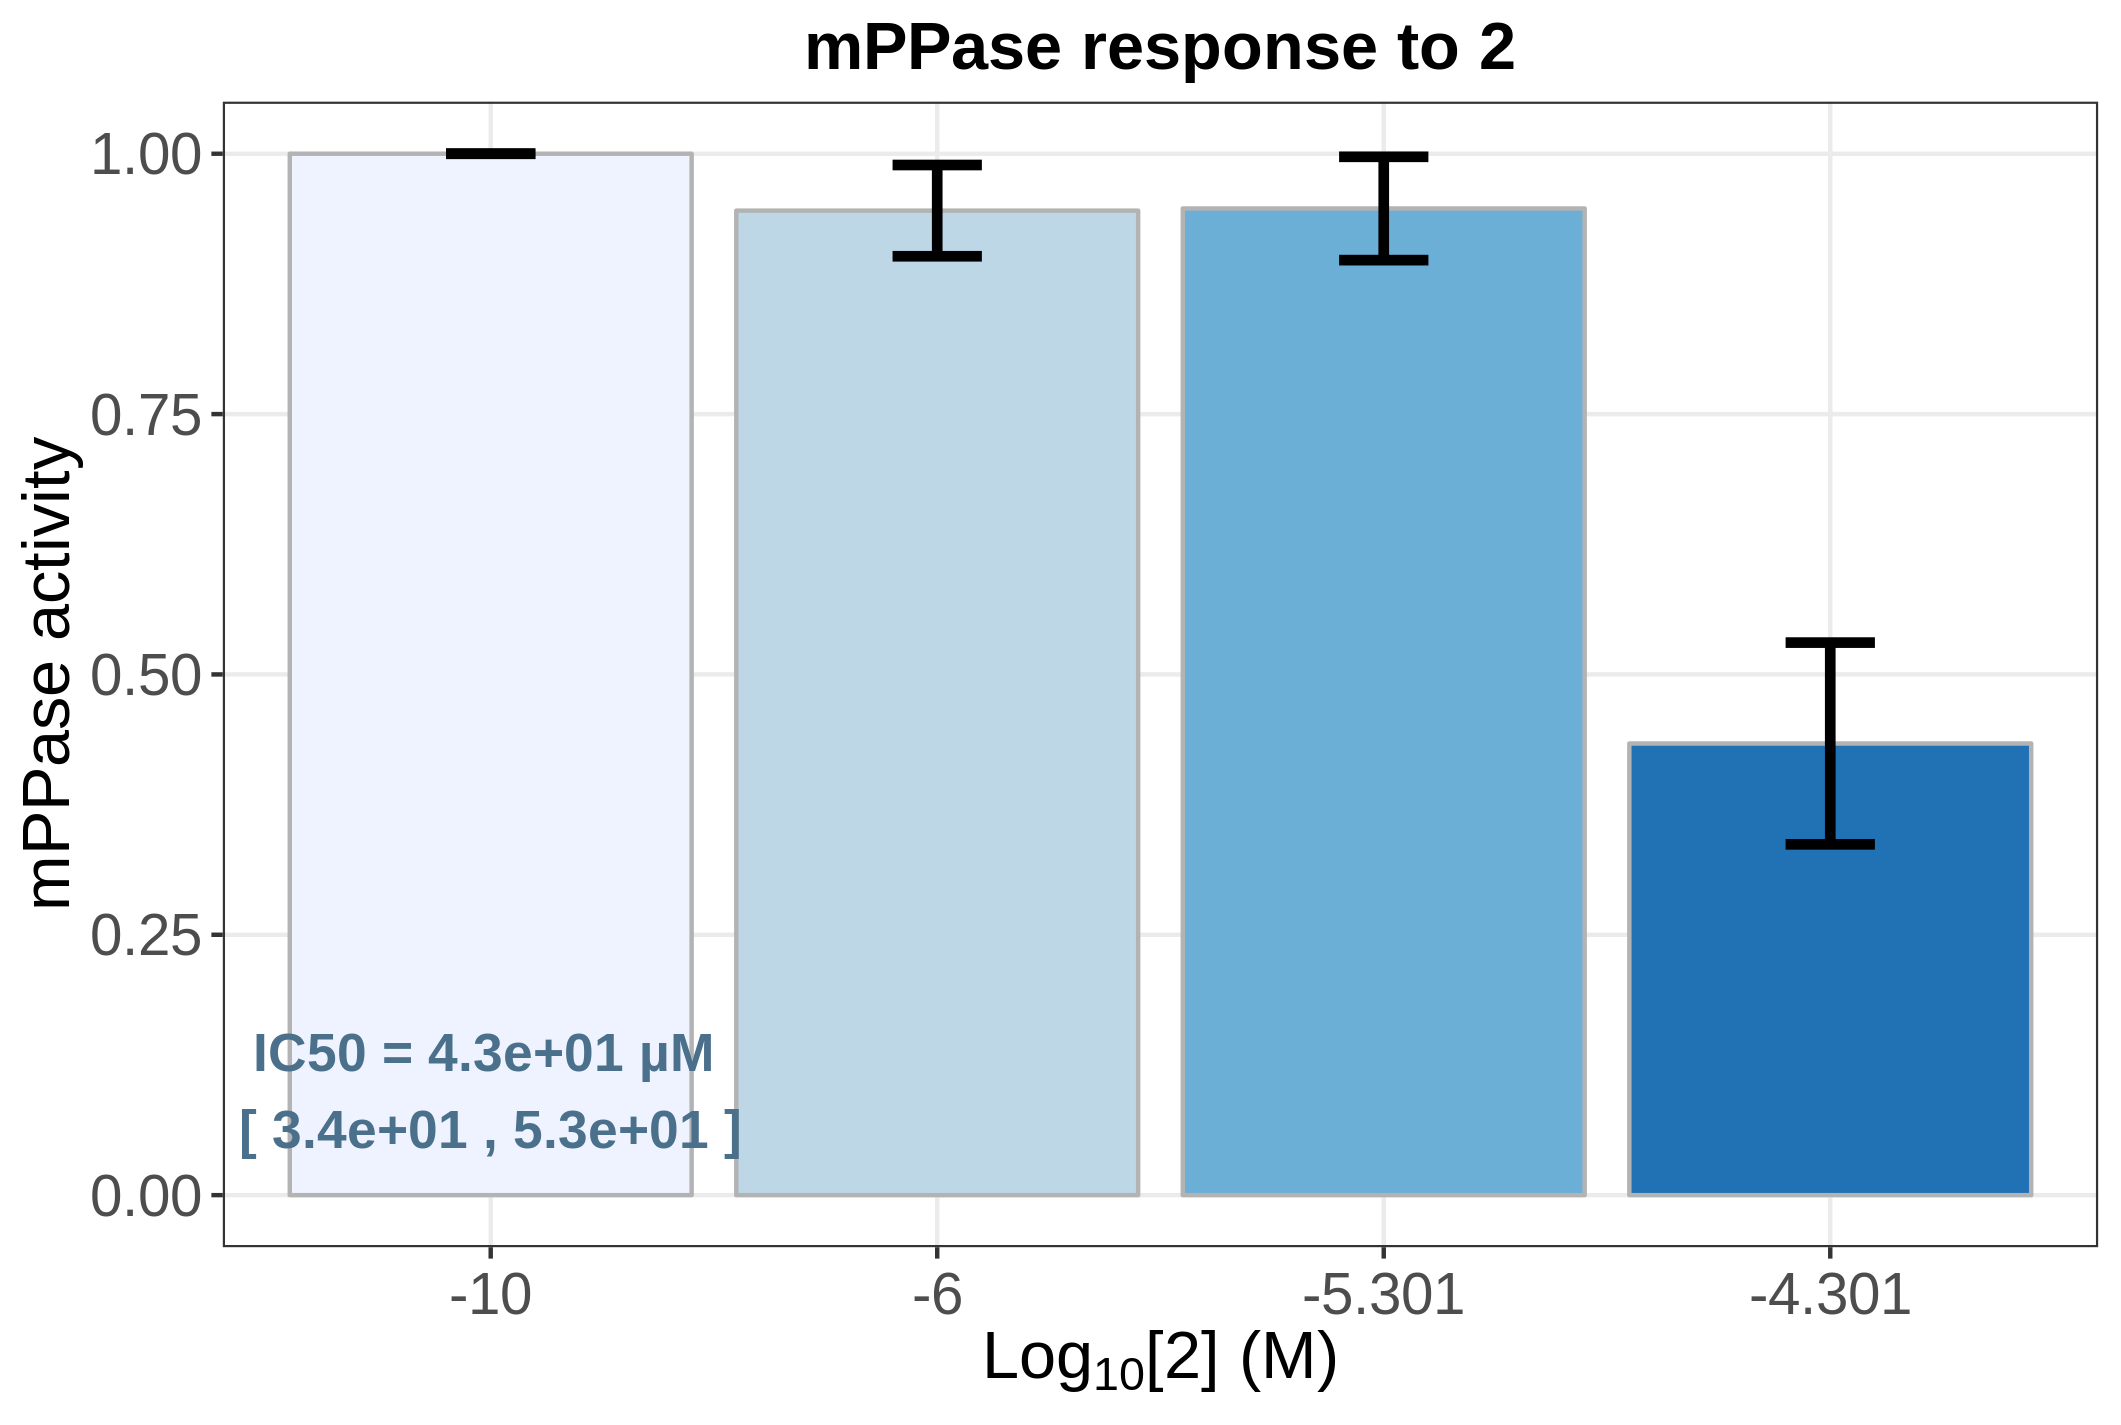 mPPase response to 2
mPPase activity
1.00
0.75
0.50
0.25
0.00
IC50 = 4.3e+01 µM
[ 3.4e+01 , 5.3e+01 ]
-10
-6
-5.301
-4.301
Log₁₀[2] (M)